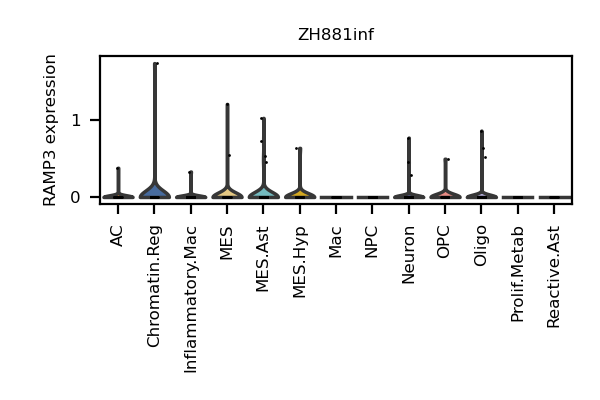 ZH881inf
RAMP3 expression
1
0
AC
Chromatin.Reg
Inflammatory.Mac
MES
MES.Ast
MES.Hyp
Mac
NPC
Neuron
OPC
Oligo
Prolif.Metab
Reactive.Ast